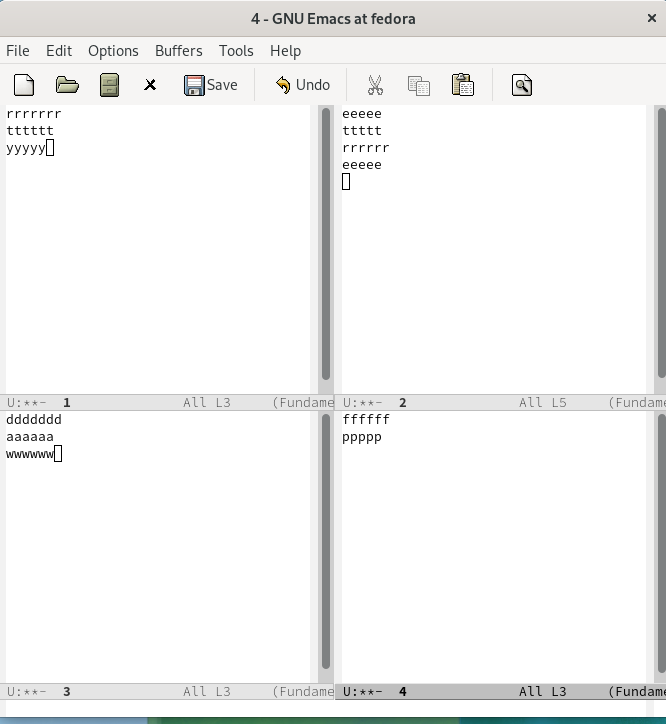 4 - GNU Emacs at fedora
File Edit Options Buffers Tools Help
Save Undo
rrrrrrr
tttttt
yyyyy
U:**- 1 All L3 (Fundame
eeeee
ttttt
rrrrrr
eeeee
U:**- 2 All L5 (Fundame
ddddddd
aaaaaa
wwwwww
U:**- 3 All L3 (Fundame
ffffff
ppppp
U:**- 4 All L3 (Fundame